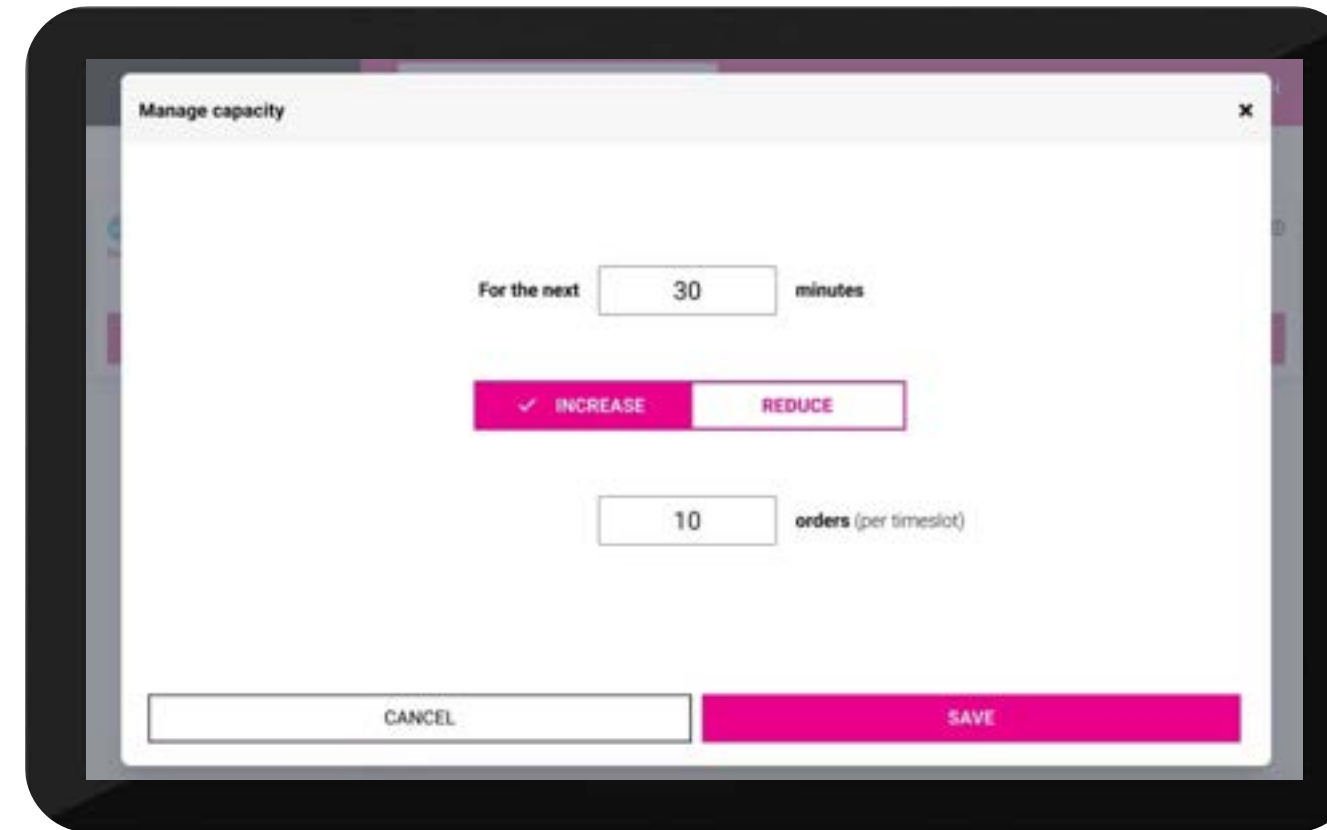 Manage capacity
For the next 30 minutes
INCREASE REDUCE
10 orders (per timeslot)
CANCEL SAVE